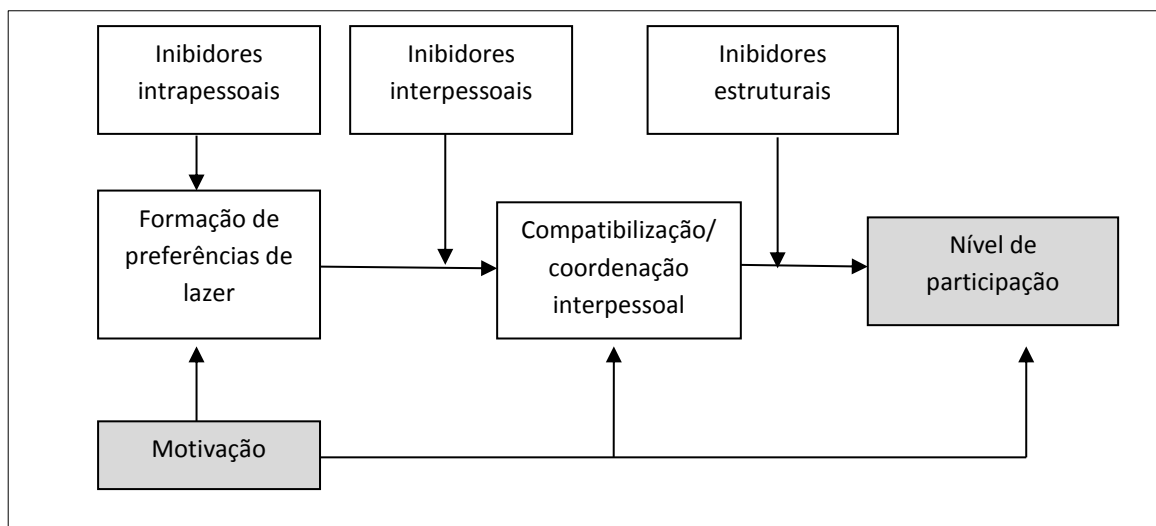 Inibidores
intrapessoais
Inibidores
interpessoais
Inibidores
estruturais
Formação de
preferências de
lazer
Compatibilização/
coordenação
interpessoal
Nível de
participação
Motivação